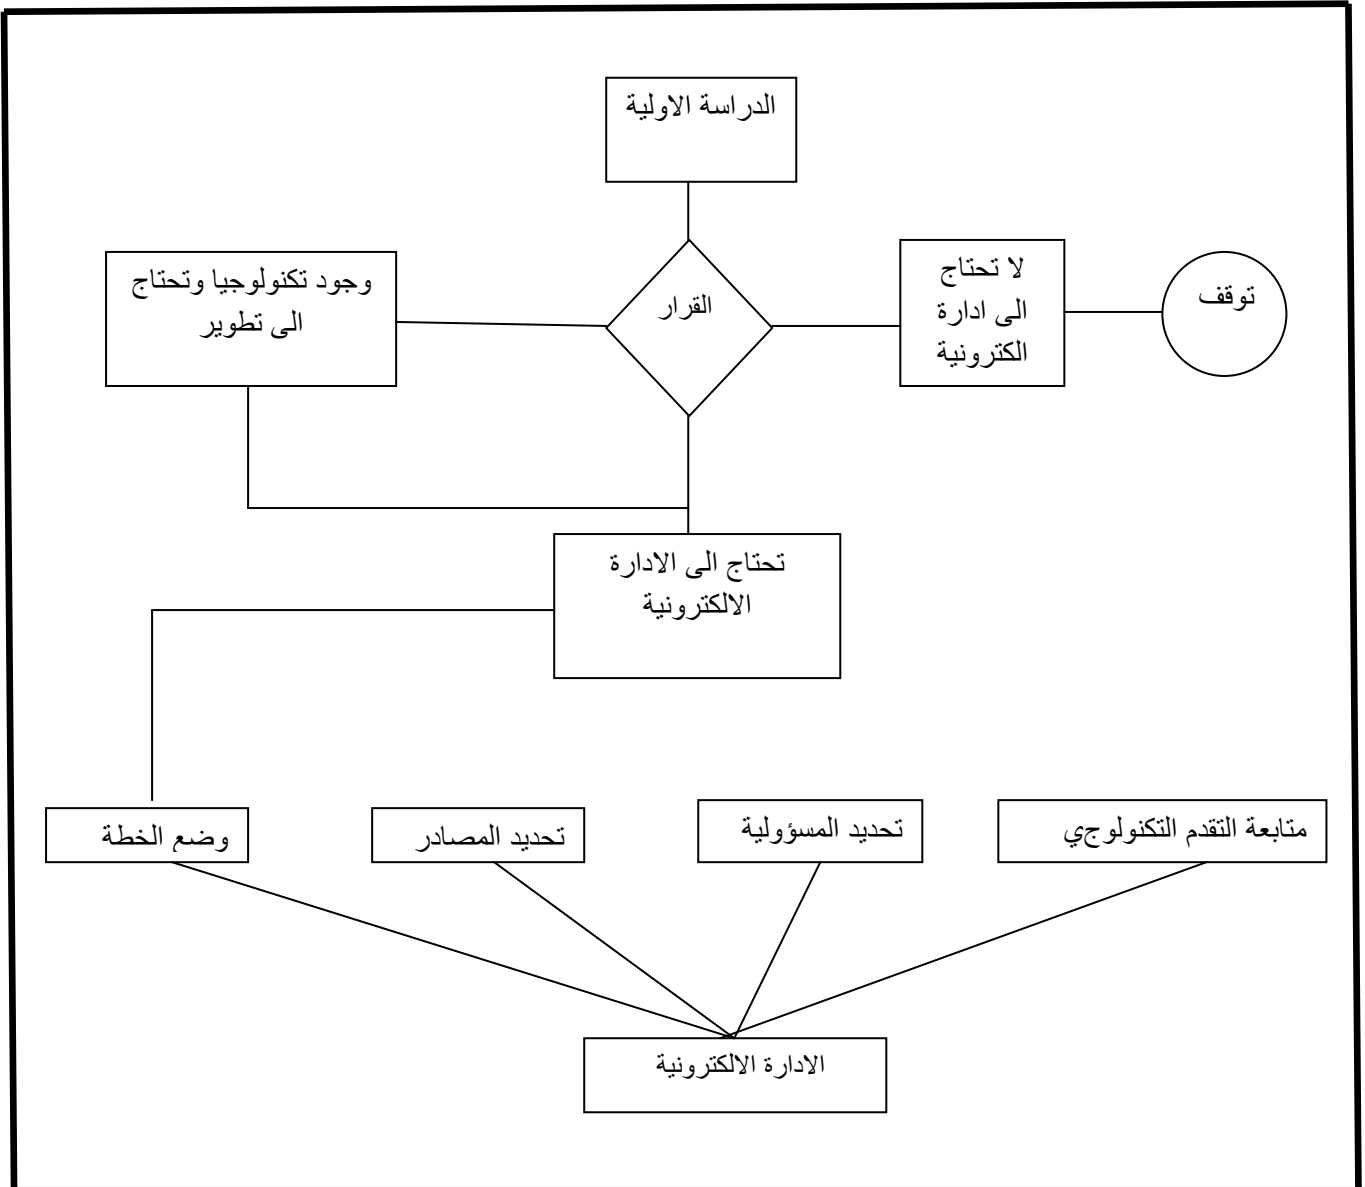 الدراسة الاولية
توقف
لا تحتاج
الى ادارة
الكترونية
القرار
وجود تكنولوجيا وتحتاج
الى تطوير
تحتاج الى الادارة
الالكترونية
متابعة التقدم التكنولوجي
تحديد المسؤولية
تحديد المصادر
وضع الخطة
الادارة الالكترونية